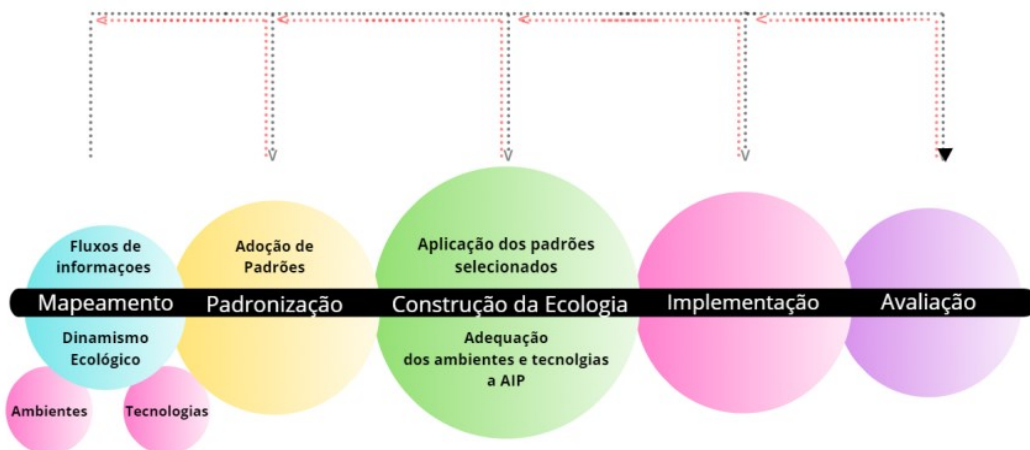 Fluxos de
informaçoes
Mapeamento
Dinamismo
Ecológico
Ambientes
Tecnologias
Adoção de
Padrões
Padronização
Aplicação dos padrões
selecionados
Construção da Ecologia
Adequação
dos ambientes e tecnolgias
a AIP
Implementação
Avaliação